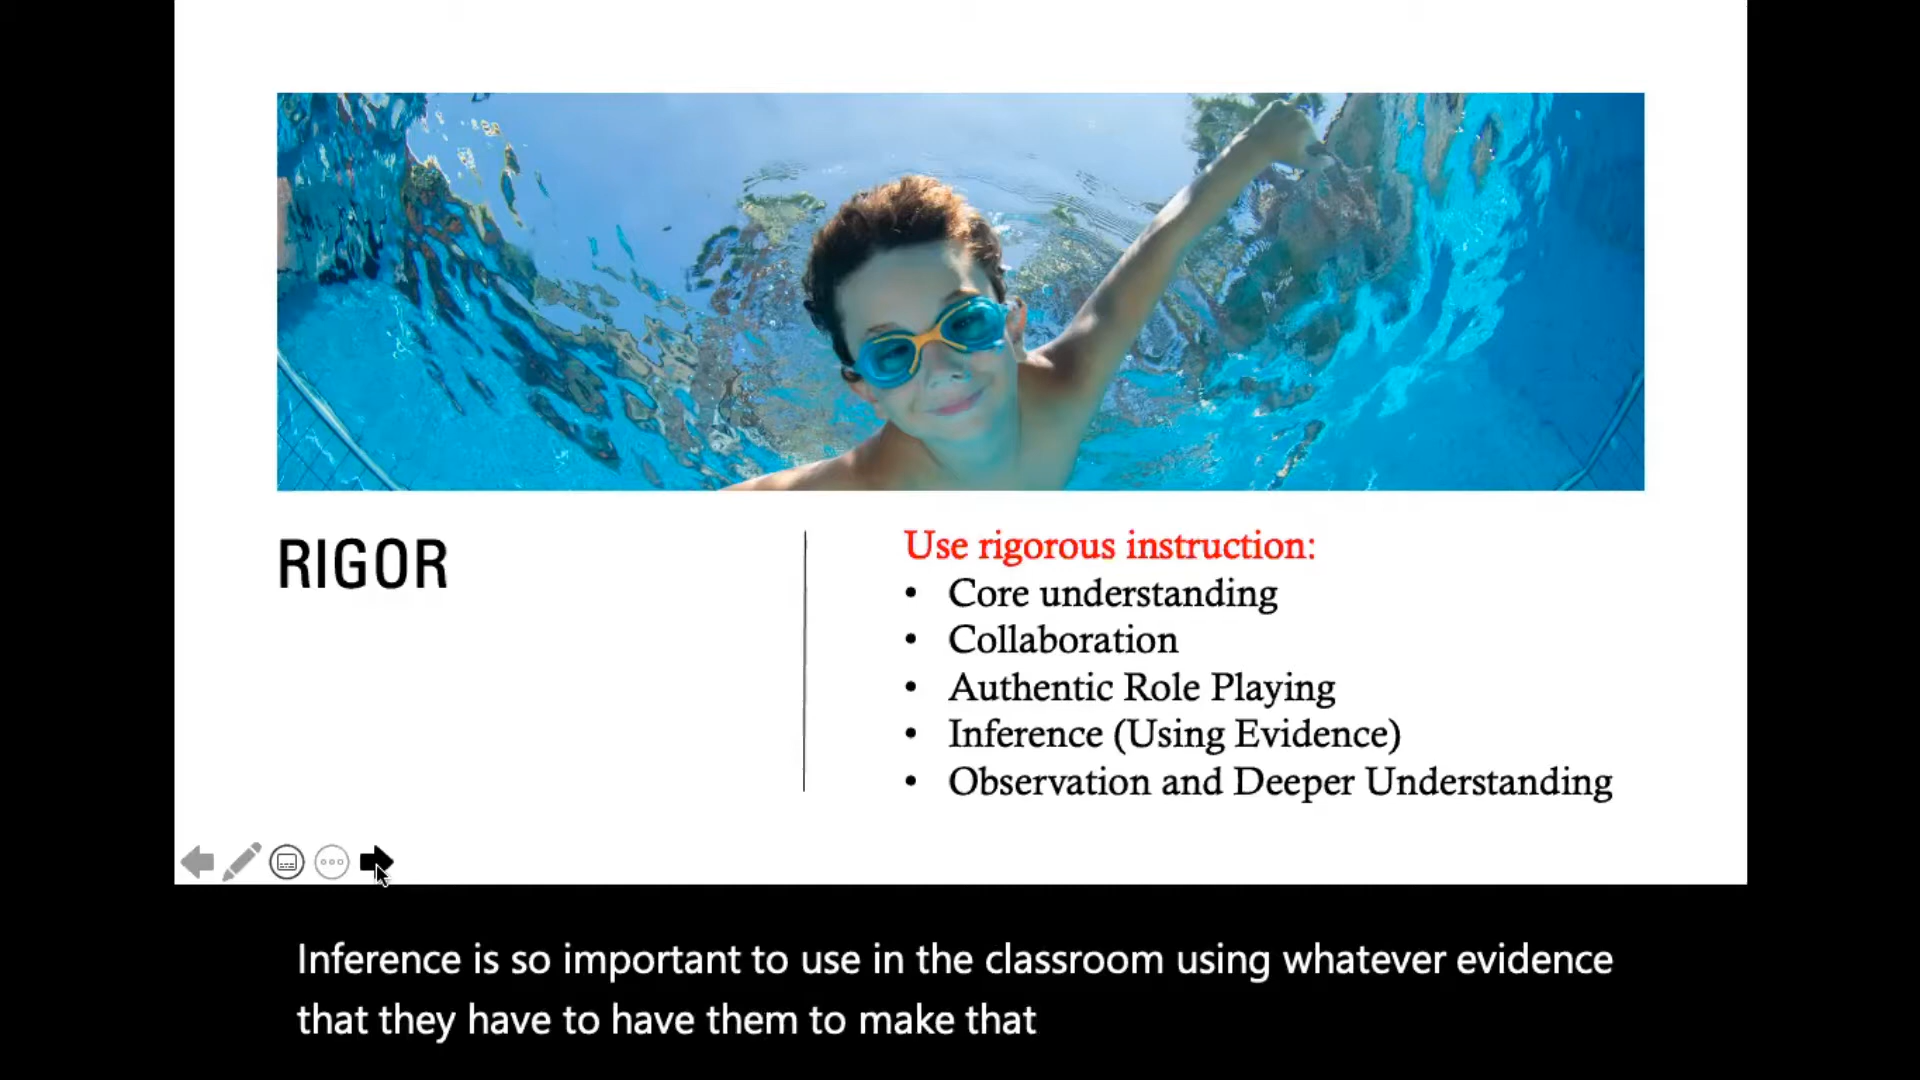 RIGOR
Use rigorous instruction:
• Core understanding
• Collaboration
• Authentic Role Playing
• Inference (Using Evidence)
• Observation and Deeper Understanding
Inference is so important to use in the classroom using whatever evidence
that they have to have them to make that